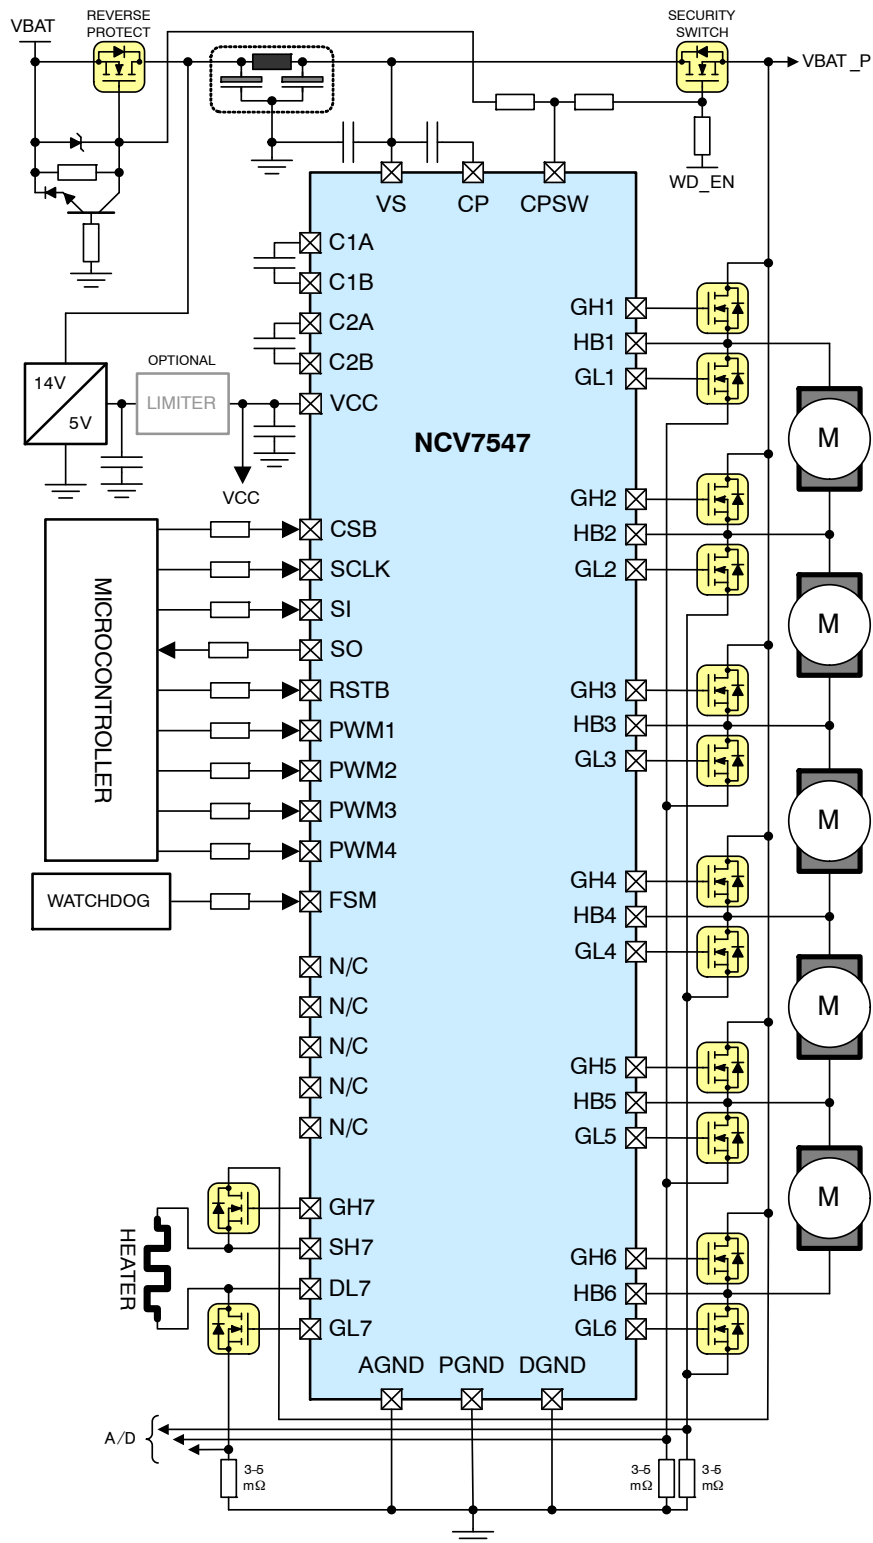 VBAT
REVERSE
PROTECT
SECURITY
SWITCH
VBAT_P
WD_EN
VS
CP
CPSW
C1A
C1B
C2A
C2B
VCC
14V
5V
OPTIONAL
LIMITER
VCC
NCV7547
MICROCONTROLLER
CSB
SCLK
SI
SO
RSTB
PWM1
PWM2
PWM3
PWM4
WATCHDOG
FSM
N/C
N/C
N/C
N/C
N/C
HEATER
GH7
SH7
DL7
GL7
GH1
HB1
GL1
M
GH2
HB2
GL2
M
GH3
HB3
GL3
M
GH4
HB4
GL4
M
GH5
HB5
GL5
M
GH6
HB6
GL6
AGND
PGND
DGND
A/D
3-5
mΩ
3-5
mΩ
3-5
mΩ